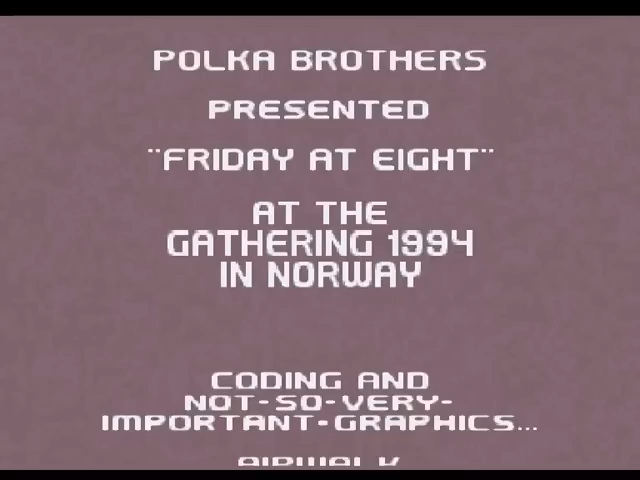 POLKA BROTHERS
PRESENTED
"FRIDAY AT EIGHT"
AT THE
GATHERING 1994
IN NORWAY
CODING AND
NOT-SO-VERY-
IMPORTANT-GRAPHICS...
AIRWALK